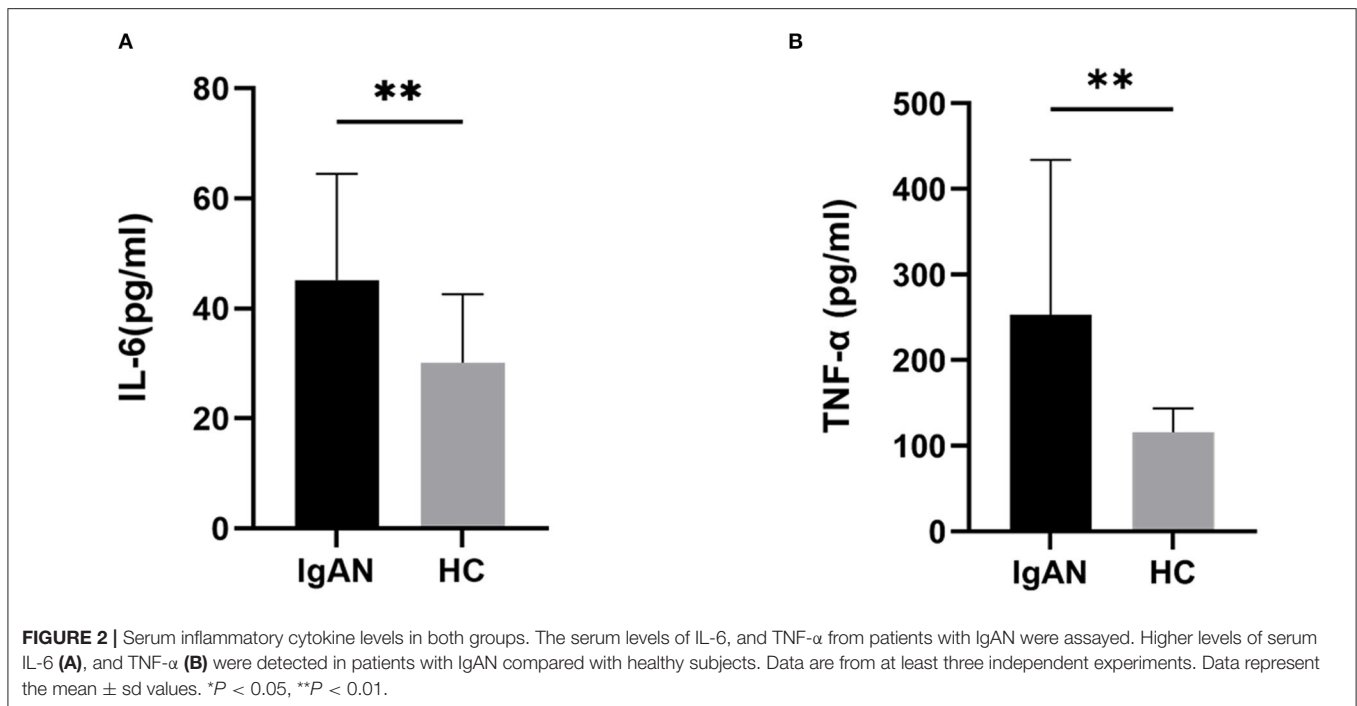 A
**
80
60
40
20
0
IL-6(pg/ml)
IgAN HC
B
**
500
400
300
200
100
0
TNF-α (pg/ml)
IgAN HC
FIGURE 2 | Serum inflammatory cytokine levels in both groups. The serum levels of IL-6, and TNF-α from patients with IgAN were assayed. Higher levels of serum
IL-6 (A), and TNF-α (B) were detected in patients with IgAN compared with healthy subjects. Data are from at least three independent experiments. Data represent
the mean ± sd values. *P < 0.05, **P < 0.01.